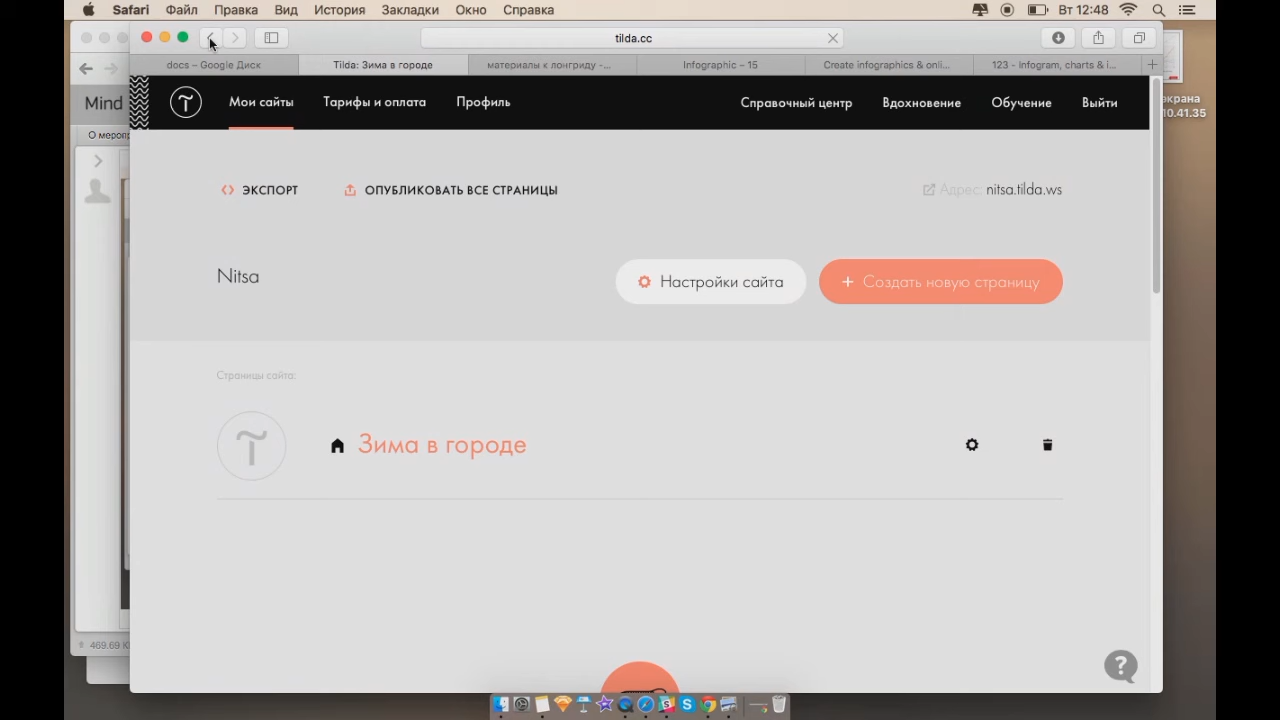 Safari Файл Правка Вид История Закладки Окно Справка Вт 12:48
tilda.cc
docs – Google Диск Tilda: Зима в городе материалы к лонгриду -... Infographic – 15 Create infographics & onli... 123 - Infogram, charts & i...
Mind
Мои сайты Тарифы и оплата Профиль Справочный центр Вдохновение Обучение Выйти
экрана
10.41.35
О меропр
ЭКСПОРТ ОПУБЛИКОВАТЬ ВСЕ СТРАНИЦЫ Адрес: nitsa.tilda.ws
Nitsa Настройки сайта + Создать новую страницу
Страницы сайта:
Зима в городе
469.69 K